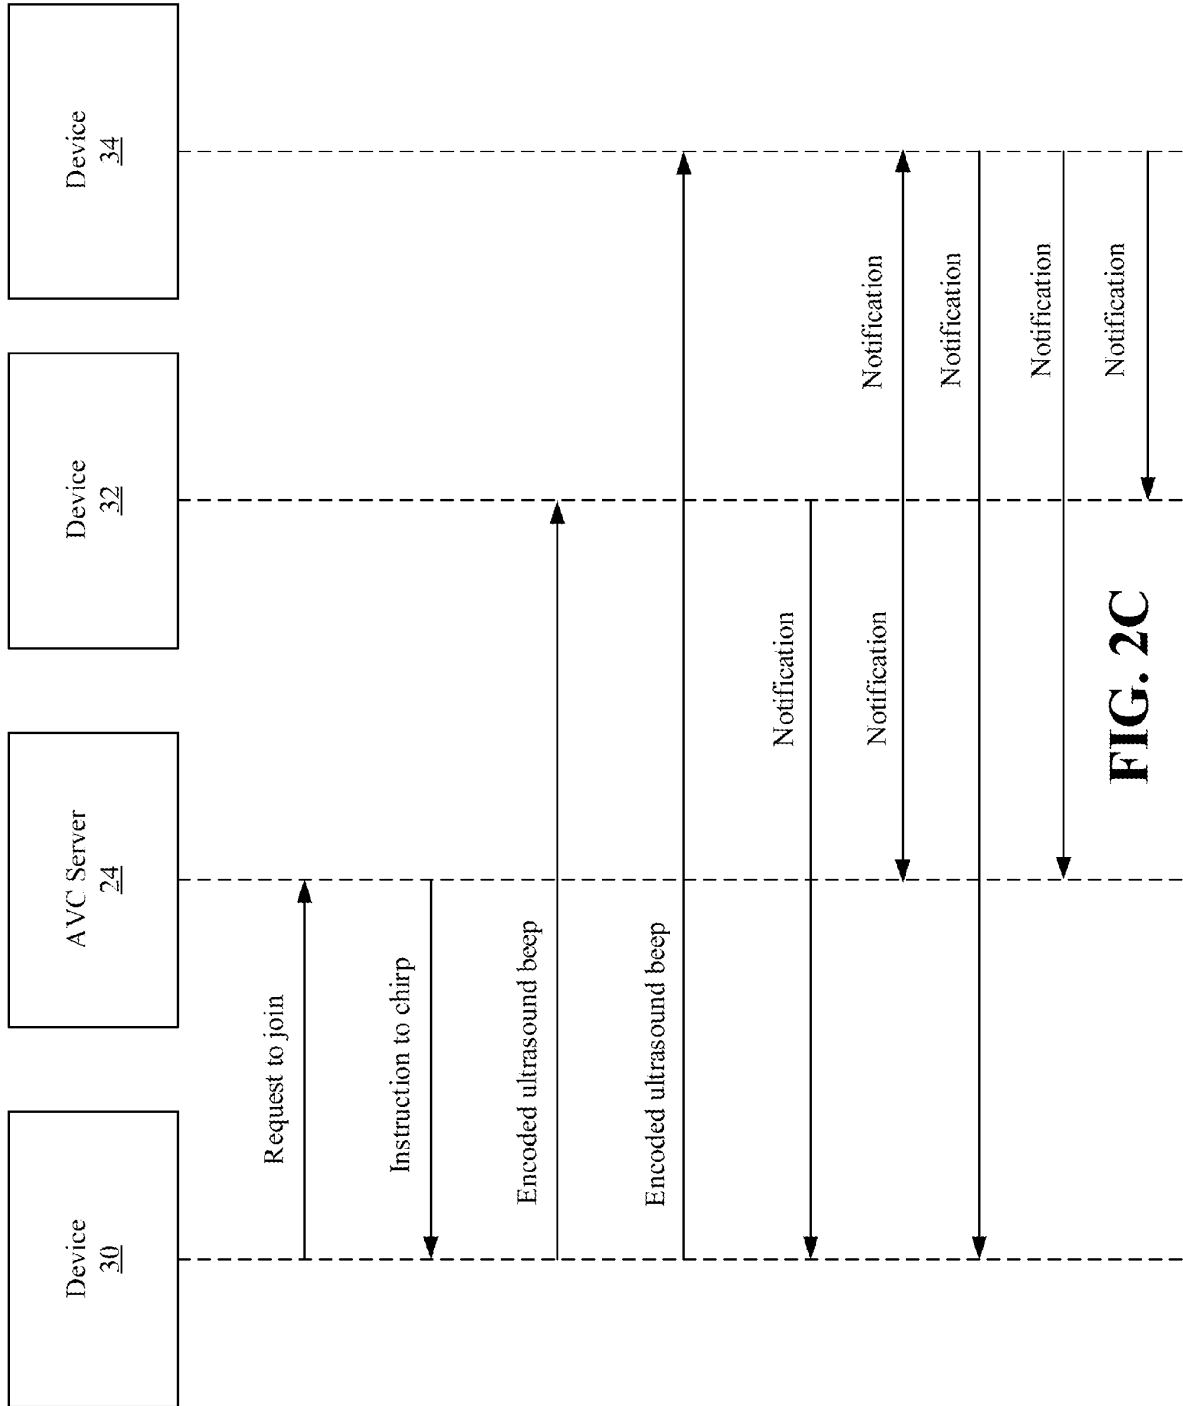 Device
30
AVC Server
24
Device
32
Device
34
Request to join
Instruction to chirp
Encoded ultrasound beep
Encoded ultrasound beep
Notification
Notification
Notification
Notification
Notification
Notification
FIG. 2C